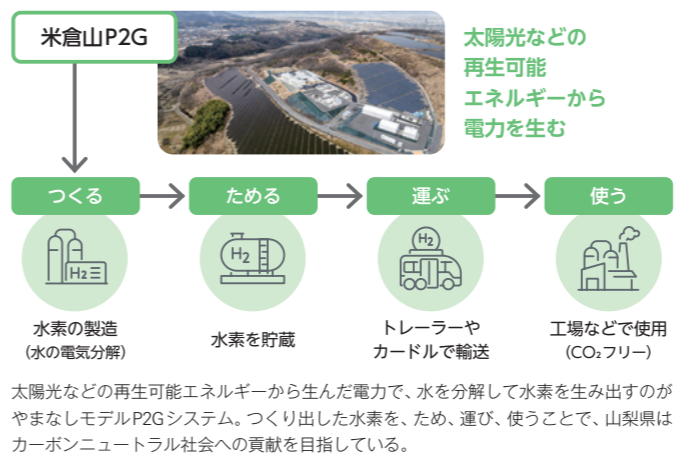 米倉山P2G
太陽光などの
再生可能
エネルギーから
電力を生む
つくる
ためる
運ぶ
使う
H₂
H₂
H₂
水素の製造
（水の電気分解）
水素を貯蔵
トレーラーや
カードルで輸送
工場などで使用
（CO₂フリー）
太陽光などの再生可能エネルギーから生んだ電力で、水を分解して水素を生み出すのが
やまなしモデルP2Gシステム。つくり出した水素を、ため、運び、使うことで、山梨県は
カーボンニュートラル社会への貢献を目指している。